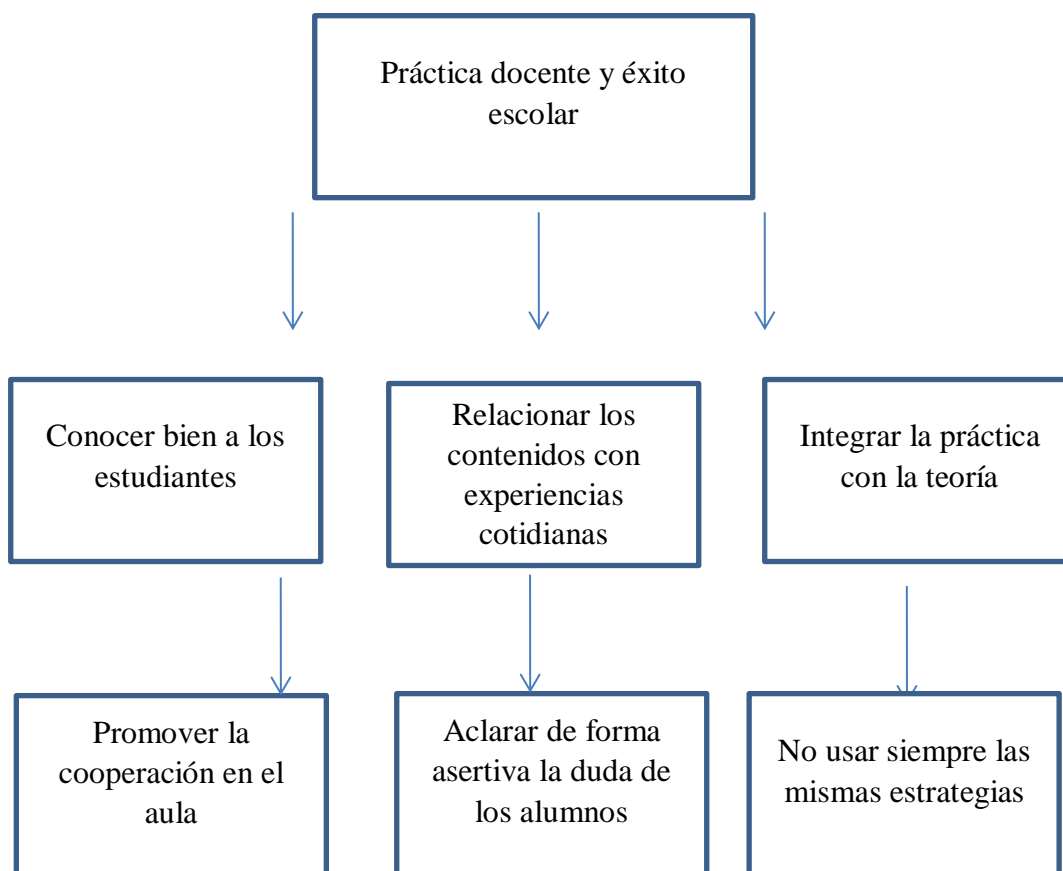 Práctica docente y éxito
escolar
Conocer bien a los
estudiantes
Relacionar los
contenidos con
experiencias
cotidianas
Integrar la práctica
con la teoría
Promover la
cooperación en el
aula
Aclarar de forma
asertiva la duda de
los alumnos
No usar siempre las
mismas estrategias